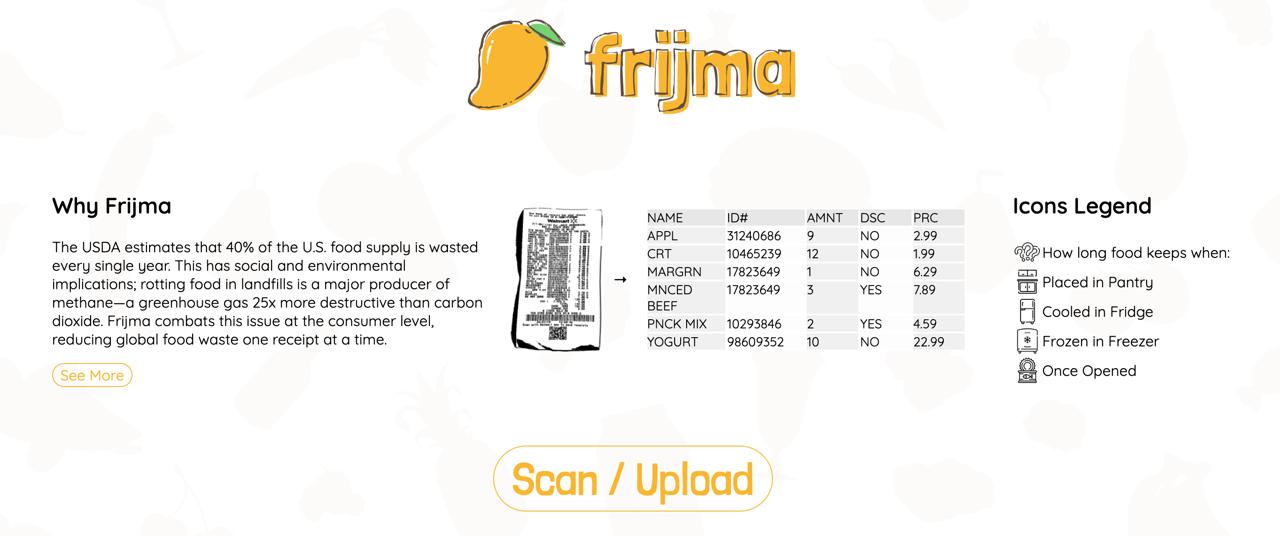 frijma
Why Frijma
The USDA estimates that 40% of the U.S. food supply is wasted
every single year. This has social and environmental
implications; rotting food in landfills is a major producer of
methane—a greenhouse gas 25x more destructive than carbon
dioxide. Frijma combats this issue at the consumer level,
reducing global food waste one receipt at a time.
See More
Walmart
→
NAME ID# AMNT DSC PRC
APPL 31240686 9 NO 2.99
CRT 10465239 12 NO 1.99
MARGRN 17823649 1 NO 6.29
MNCED 17823649 3 YES 7.89
BEEF
PNCK MIX 10293846 2 YES 4.59
YOGURT 98609352 10 NO 22.99
Icons Legend
How long food keeps when:
Placed in Pantry
Cooled in Fridge
Frozen in Freezer
Once Opened
Scan / Upload